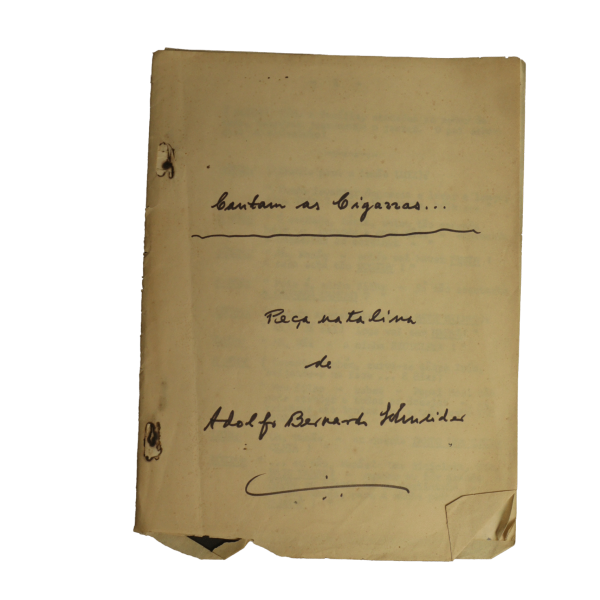 Cantam as Cigarras...
Peça natalina
de
Adolfo Bernardo Schneider